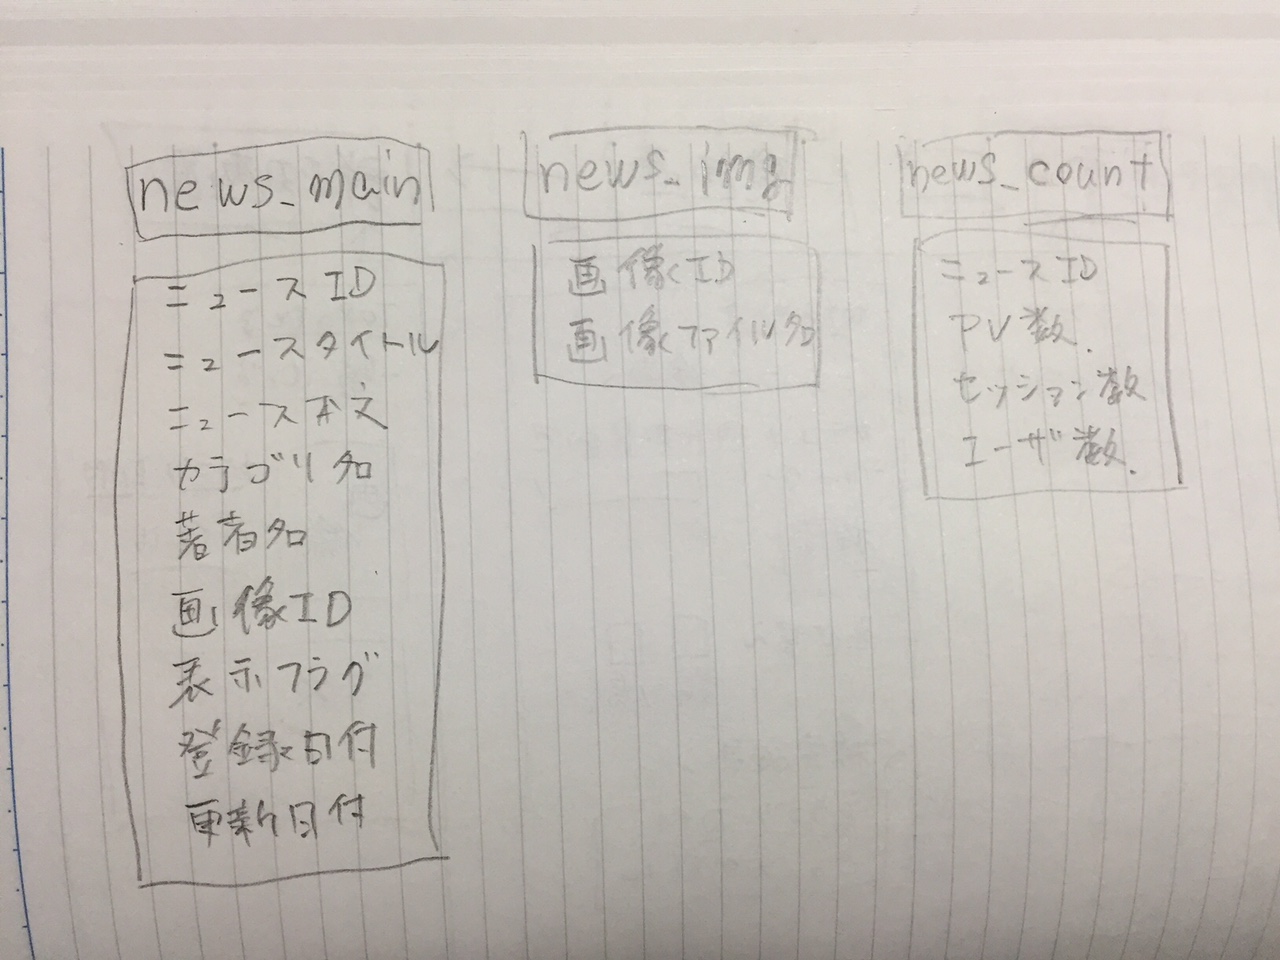 news_main
ニュースID
ニュースタイトル
ニュース本文
カテゴリ名
著者名
画像ID
表示フラグ
登録日付
更新日付
news_img
画像ID
画像ファイル名
news_count
ニュースID
PV数
セッション数
ユーザ数